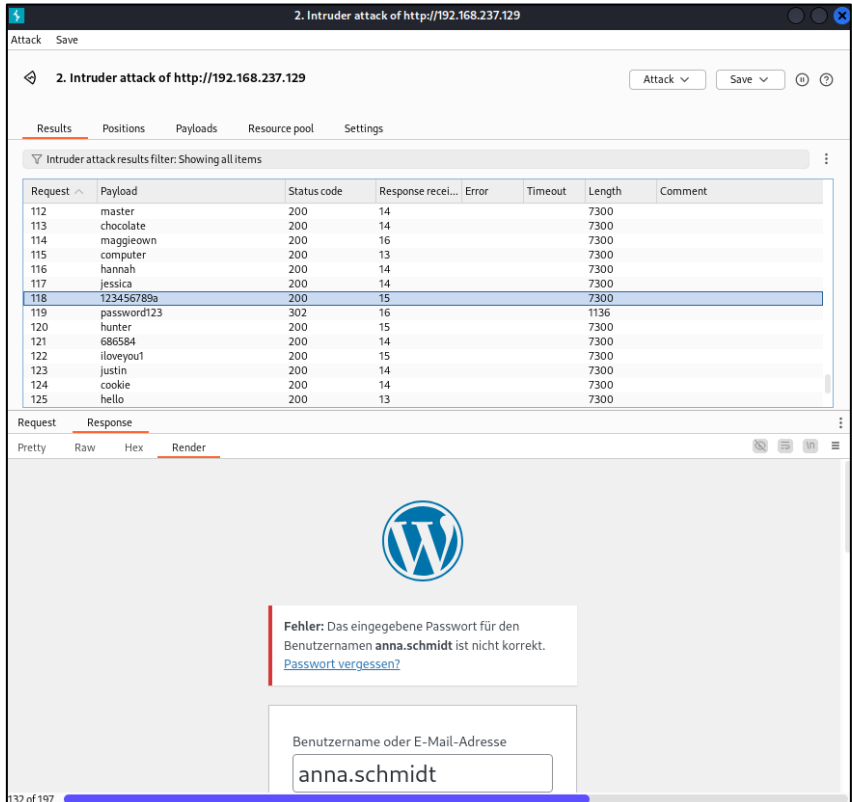 2. Intruder attack of http://192.168.237.129
Attack Save
2. Intruder attack of http://192.168.237.129
Attack Save
Results Positions Payloads Resource pool Settings
Intruder attack results filter: Showing all items
Request Payload Status code Response recei... Error Timeout Length Comment
112 master 200 14 7300
113 chocolate 200 14 7300
114 maggieown 200 16 7300
115 computer 200 13 7300
116 hannah 200 14 7300
117 jessica 200 14 7300
118 123456789a 200 15 7300
119 password123 302 16 1136
120 hunter 200 15 7300
121 686584 200 14 7300
122 iloveyou1 200 15 7300
123 justin 200 14 7300
124 cookie 200 14 7300
125 hello 200 13 7300
Request Response
Pretty Raw Hex Render
\n
Fehler: Das eingegebene Passwort für den
Benutzernamen anna.schmidt ist nicht korrekt.
Passwort vergessen?
Benutzername oder E-Mail-Adresse
anna.schmidt
132 of 197